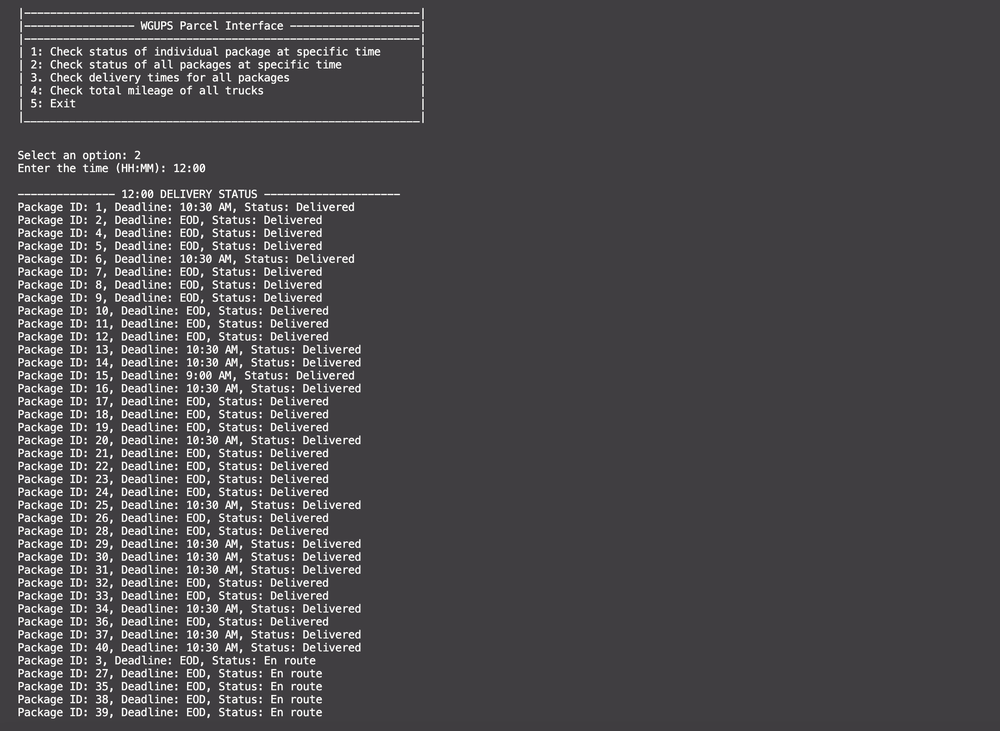 |-------------------------------------------------------------|
|----------------- WGUPS Parcel Interface --------------------|
|-------------------------------------------------------------|
| 1: Check status of individual package at specific time      |
| 2: Check status of all packages at specific time            |
| 3. Check delivery times for all packages                    |
| 4: Check total mileage of all trucks                        |
| 5: Exit                                                     |
|_____________________________________________________________|
Select an option: 2
Enter the time (HH:MM): 12:00
--------------- 12:00 DELIVERY STATUS ---------------------
Package ID: 1, Deadline: 10:30 AM, Status: Delivered
Package ID: 2, Deadline: EOD, Status: Delivered
Package ID: 4, Deadline: EOD, Status: Delivered
Package ID: 5, Deadline: EOD, Status: Delivered
Package ID: 6, Deadline: 10:30 AM, Status: Delivered
Package ID: 7, Deadline: EOD, Status: Delivered
Package ID: 8, Deadline: EOD, Status: Delivered
Package ID: 9, Deadline: EOD, Status: Delivered
Package ID: 10, Deadline: EOD, Status: Delivered
Package ID: 11, Deadline: EOD, Status: Delivered
Package ID: 12, Deadline: EOD, Status: Delivered
Package ID: 13, Deadline: 10:30 AM, Status: Delivered
Package ID: 14, Deadline: 10:30 AM, Status: Delivered
Package ID: 15, Deadline: 9:00 AM, Status: Delivered
Package ID: 16, Deadline: 10:30 AM, Status: Delivered
Package ID: 17, Deadline: EOD, Status: Delivered
Package ID: 18, Deadline: EOD, Status: Delivered
Package ID: 19, Deadline: EOD, Status: Delivered
Package ID: 20, Deadline: 10:30 AM, Status: Delivered
Package ID: 21, Deadline: EOD, Status: Delivered
Package ID: 22, Deadline: EOD, Status: Delivered
Package ID: 23, Deadline: EOD, Status: Delivered
Package ID: 24, Deadline: EOD, Status: Delivered
Package ID: 25, Deadline: 10:30 AM, Status: Delivered
Package ID: 26, Deadline: EOD, Status: Delivered
Package ID: 28, Deadline: EOD, Status: Delivered
Package ID: 29, Deadline: 10:30 AM, Status: Delivered
Package ID: 30, Deadline: 10:30 AM, Status: Delivered
Package ID: 31, Deadline: 10:30 AM, Status: Delivered
Package ID: 32, Deadline: EOD, Status: Delivered
Package ID: 33, Deadline: EOD, Status: Delivered
Package ID: 34, Deadline: 10:30 AM, Status: Delivered
Package ID: 36, Deadline: EOD, Status: Delivered
Package ID: 37, Deadline: 10:30 AM, Status: Delivered
Package ID: 40, Deadline: 10:30 AM, Status: Delivered
Package ID: 3, Deadline: EOD, Status: En route
Package ID: 27, Deadline: EOD, Status: En route
Package ID: 35, Deadline: EOD, Status: En route
Package ID: 38, Deadline: EOD, Status: En route
Package ID: 39, Deadline: EOD, Status: En route